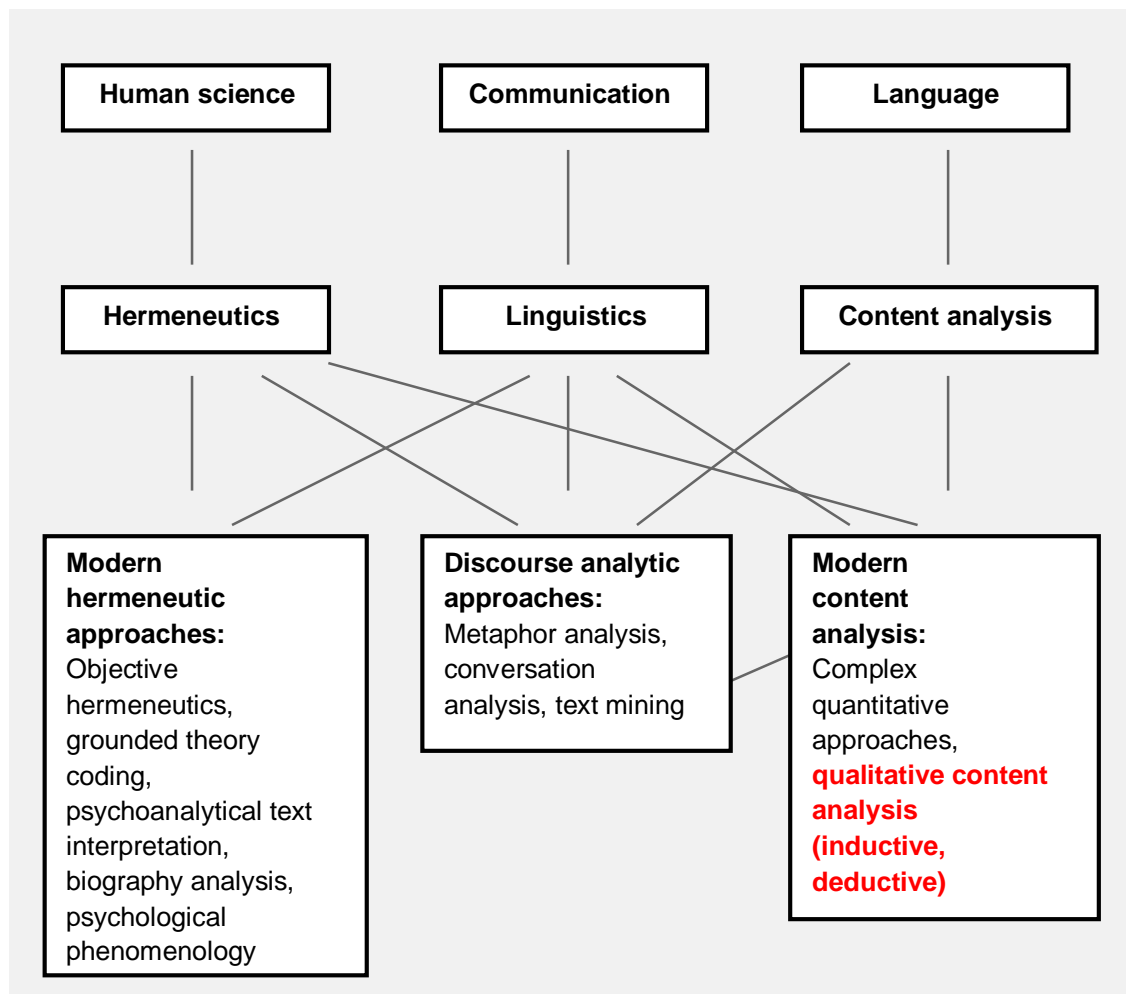 Human science
Communication
Language
Hermeneutics
Linguistics
Content analysis
Modern
hermeneutic
approaches:
Objective
hermeneutics,
grounded theory
coding,
psychoanalytical text
interpretation,
biography analysis,
psychological
phenomenology
Discourse analytic
approaches:
Metaphor analysis,
conversation
analysis, text mining
Modern
content
analysis:
Complex
quantitative
approaches,
qualitative content
analysis
(inductive,
deductive)